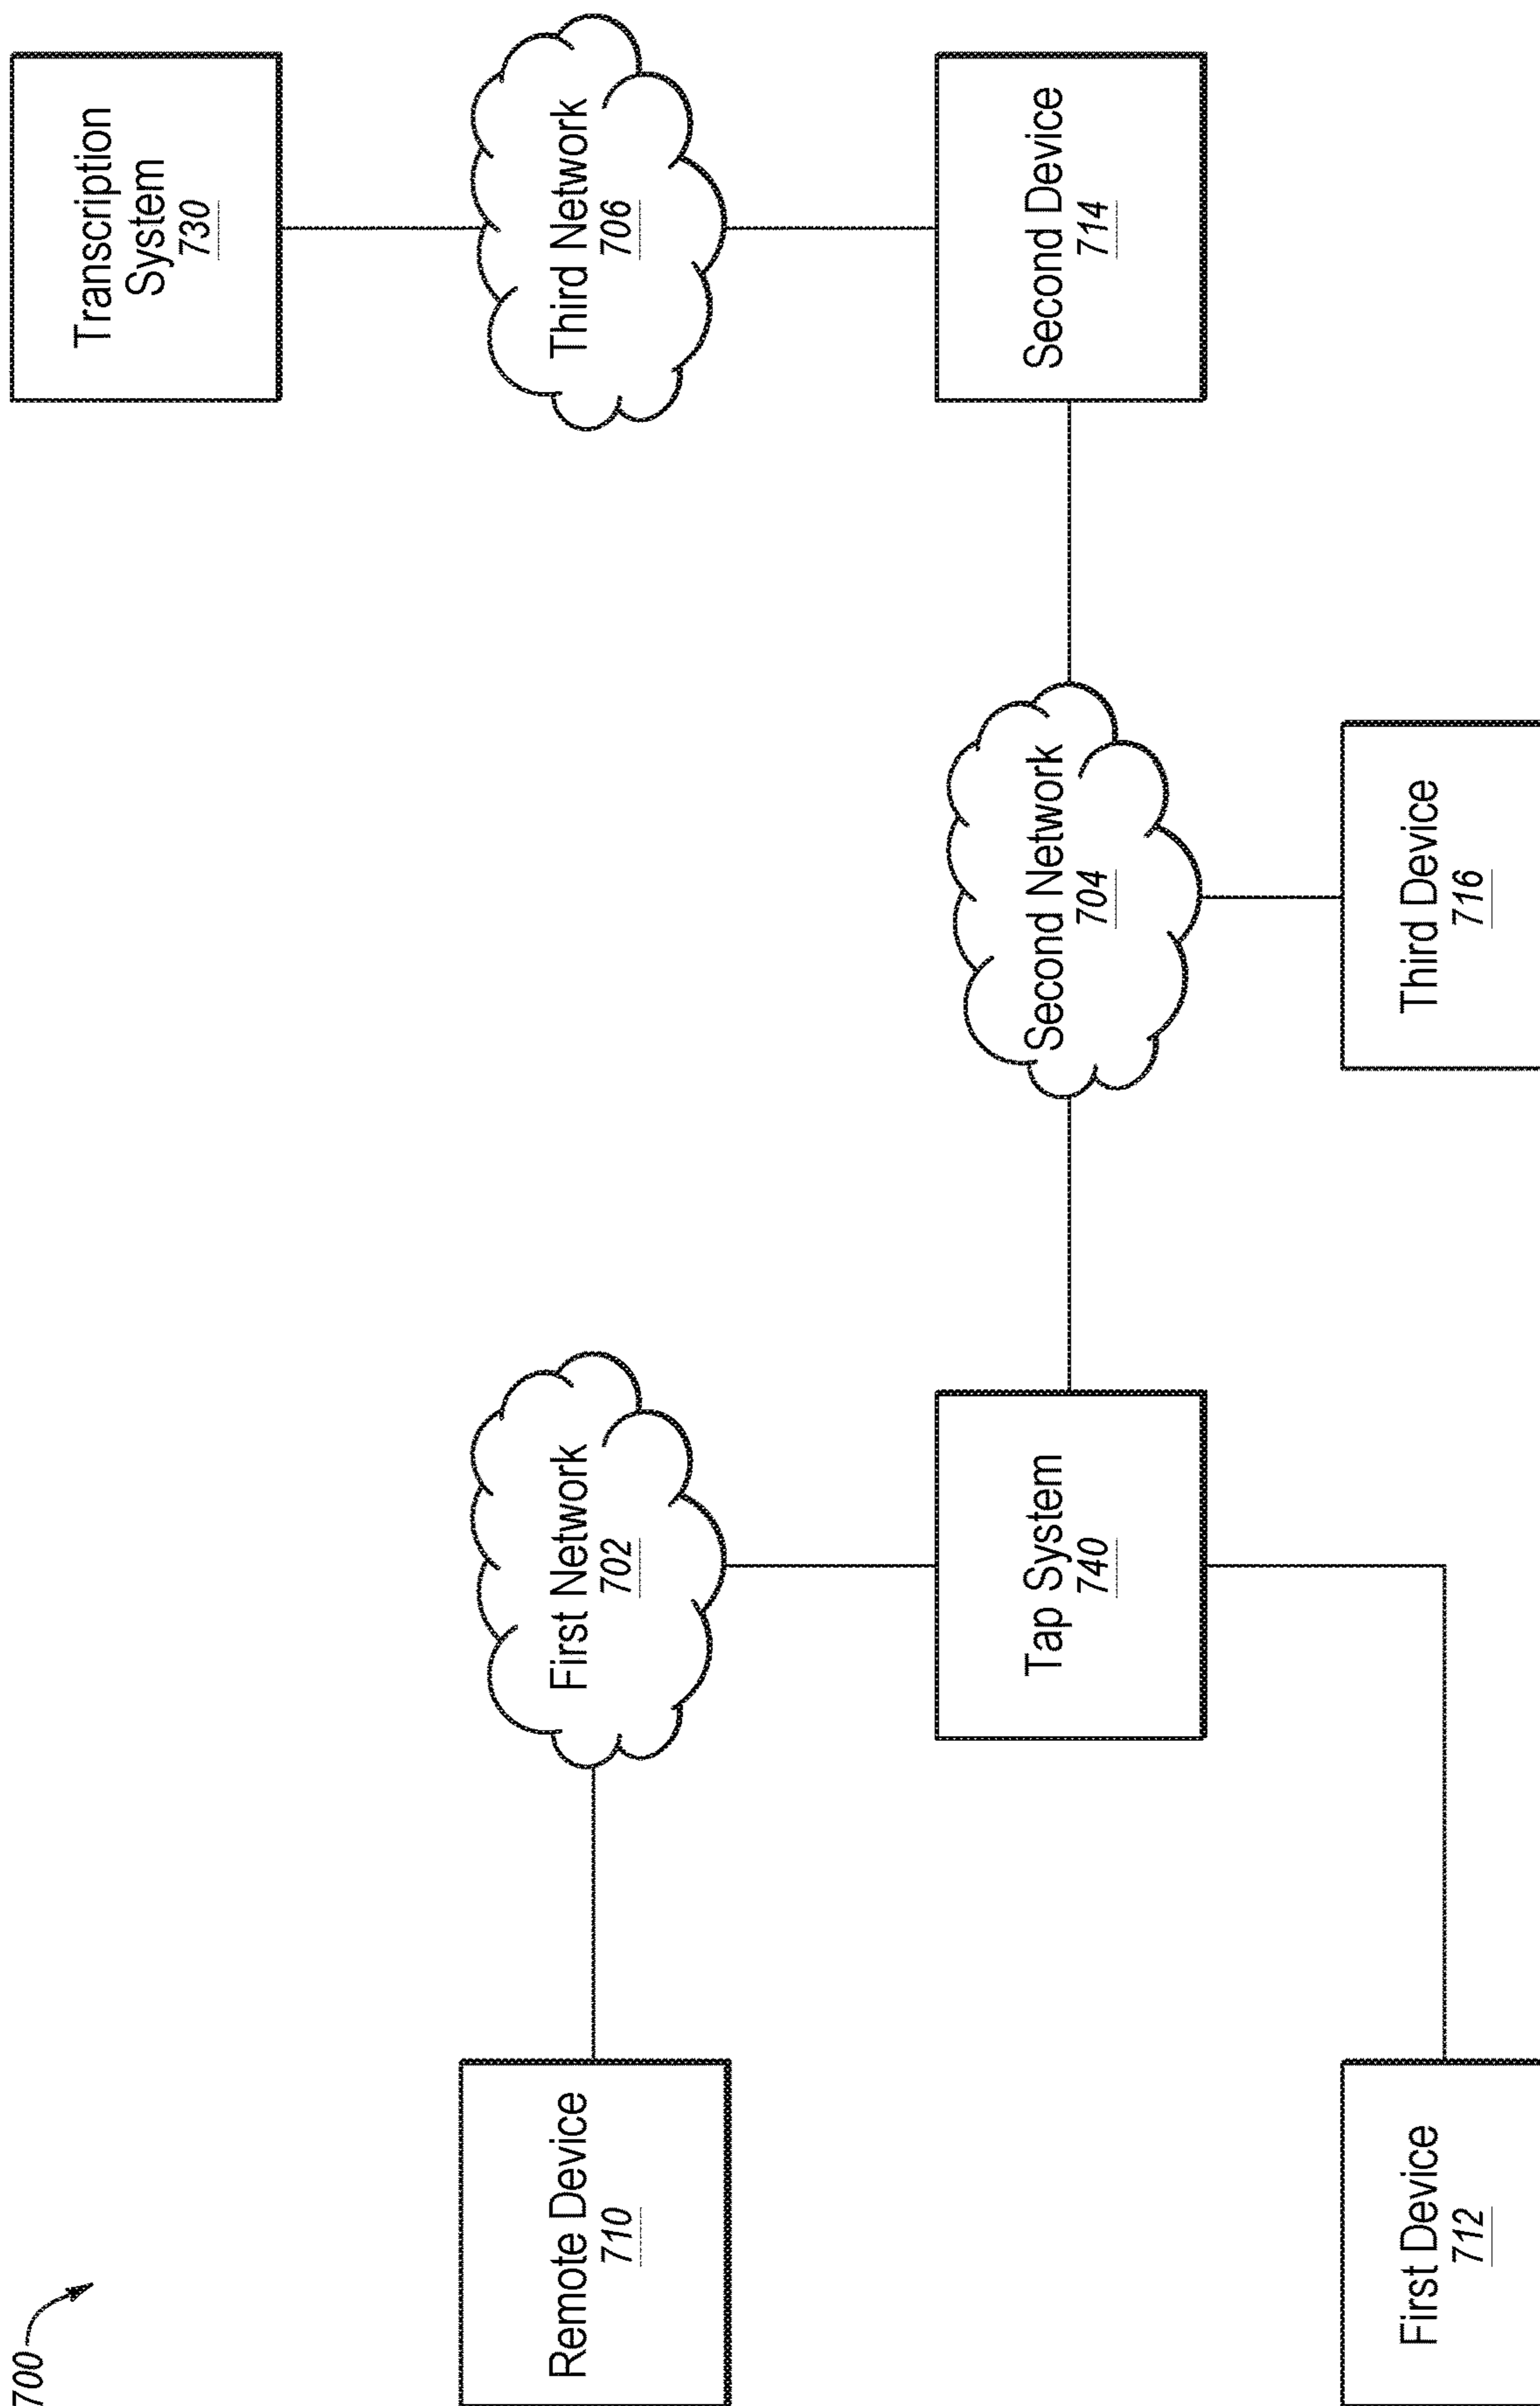 700
Transcription
System
730
First Network
702
Third Network
706
Remote Device
710
Tap System
740
Second Network
704
Second Device
714
First Device
712
Third Device
716